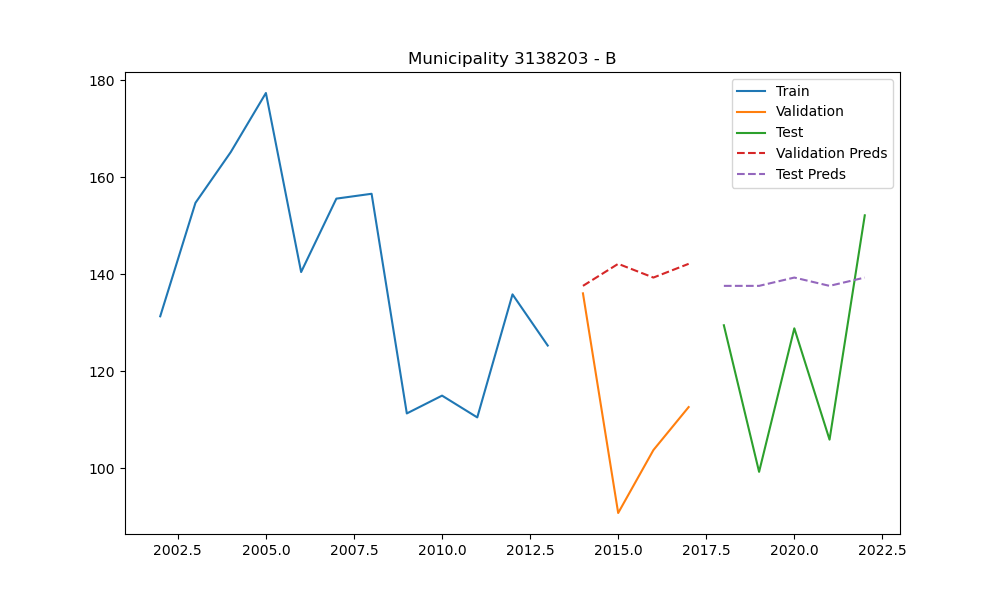 Municipality 3138203 - B
Train
Validation
Test
Validation Preds
Test Preds
180
160
140
120
100
2002.5 2005.0 2007.5 2010.0 2012.5 2015.0 2017.5 2020.0 2022.5